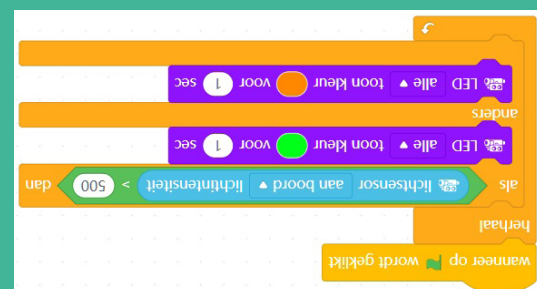 wanneer op wordt geklikt
herhaal
als lichtsensor aan boord ▼ lichtintensiteit > 500 dan
LED alle ▼ toon kleur voor 1 sec
anders
LED alle ▼ toon kleur voor 1 sec